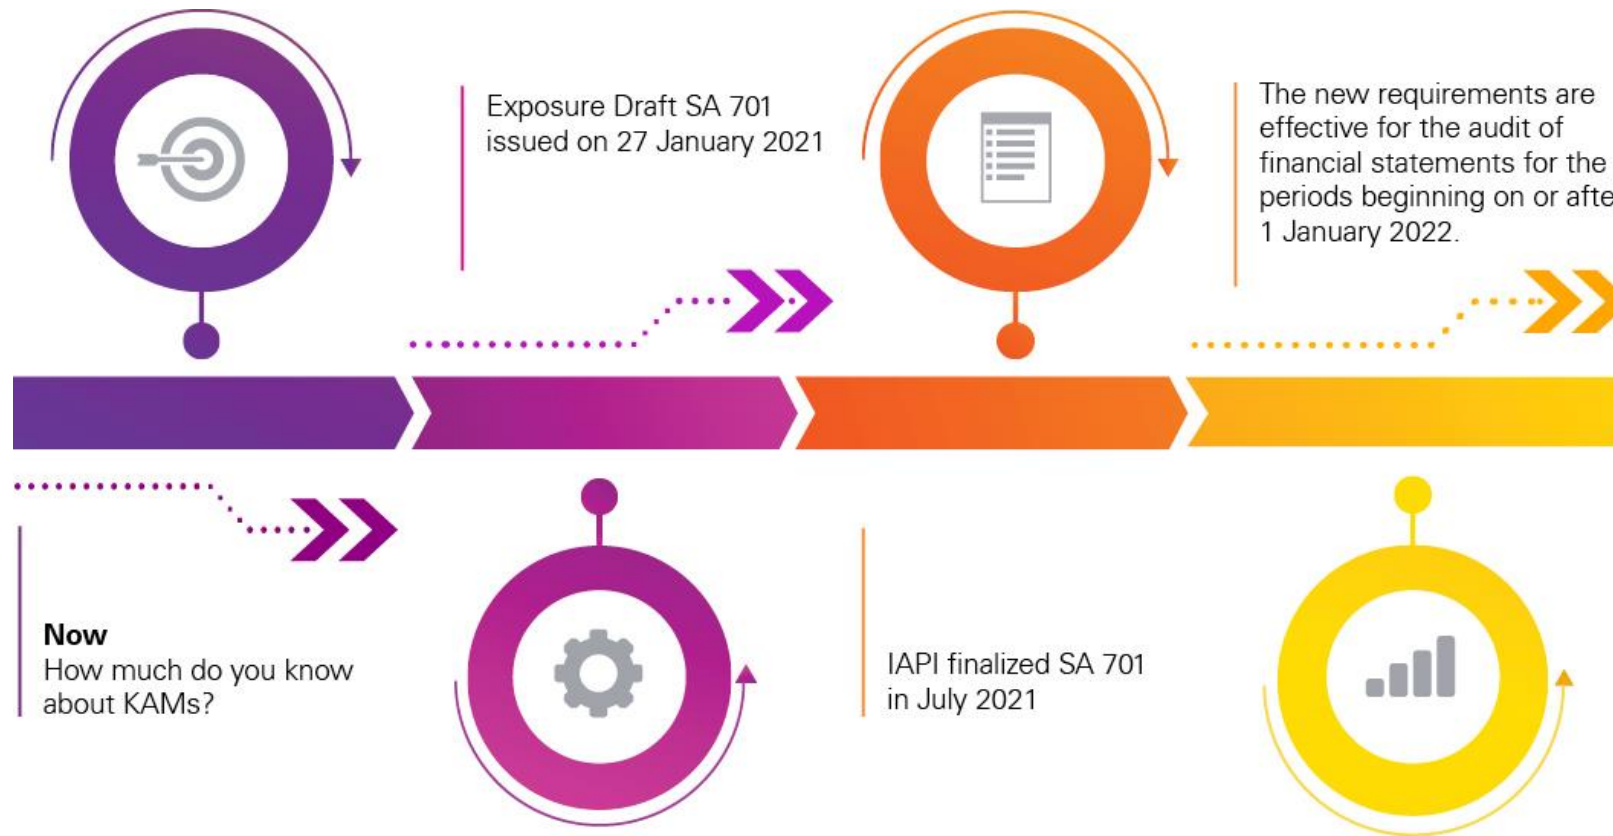 Exposure Draft SA 701
issued on 27 January 2021
The new requirements are
effective for the audit of
financial statements for the
periods beginning on or afte
1 January 2022.
Now
How much do you know
about KAMs?
IAPI finalized SA 701
in July 2021